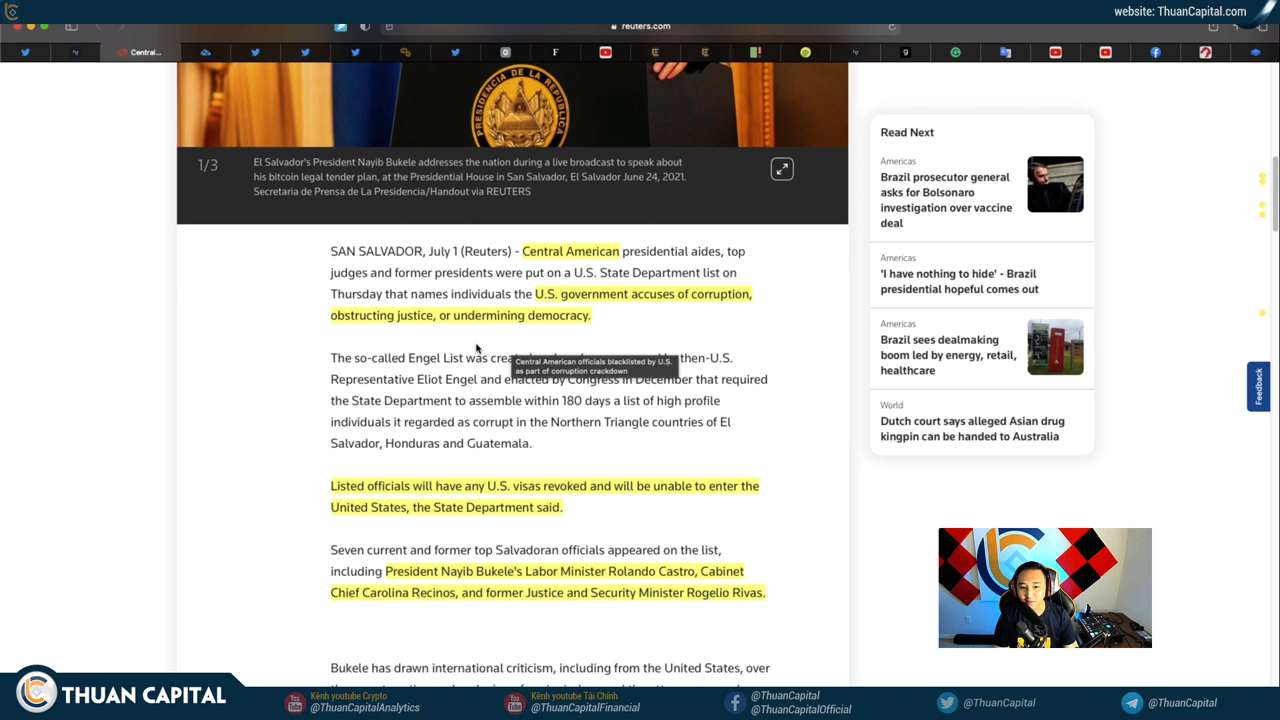 website: ThuanCapital.com
reuters.com
Central...
PRESIDENCIA DE LA REPUBLICA
1/3
El Salvador's President Nayib Bukele addresses the nation during a live broadcast to speak about
his bitcoin legal tender plan, at the Presidential House in San Salvador, El Salvador June 24, 2021.
Secretaria de Prensa de La Presidencia/Handout via REUTERS
SAN SALVADOR, July 1 (Reuters) - Central American presidential aides, top
judges and former presidents were put on a U.S. State Department list on
Thursday that names individuals the U.S. government accuses of corruption,
obstructing justice, or undermining democracy.
The so-called Engel List was then-U.S.
Central American officials blacklisted by U.S.
as part of corruption crackdown
Representative Eliot Engel and enacted by Congress in December that required
the State Department to assemble within 180 days a list of high profile
individuals it regarded as corrupt in the Northern Triangle countries of El
Salvador, Honduras and Guatemala.
Listed officials will have any U.S. visas revoked and will be unable to enter the
United States, the State Department said.
Seven current and former top Salvadoran officials appeared on the list,
including President Nayib Bukele's Labor Minister Rolando Castro, Cabinet
Chief Carolina Recinos, and former Justice and Security Minister Rogelio Rivas.
Bukele has drawn international criticism, including from the United States, over
Read Next
Americas
Brazil prosecutor general
asks for Bolsonaro
investigation over vaccine
deal
Americas
'I have nothing to hide' - Brazil
presidential hopeful comes out
Americas
Brazil sees dealmaking
boom led by energy, retail,
healthcare
World
Dutch court says alleged Asian drug
kingpin can be handed to Australia
Feedback
THUAN CAPITAL
Kênh youtube Crypto
@ThuanCapitalAnalytics
Kênh youtube Tài Chính
@ThuanCapitalFinancial
@ThuanCapital
@ThuanCapitalOfficial
@ThuanCapital
@ThuanCapital